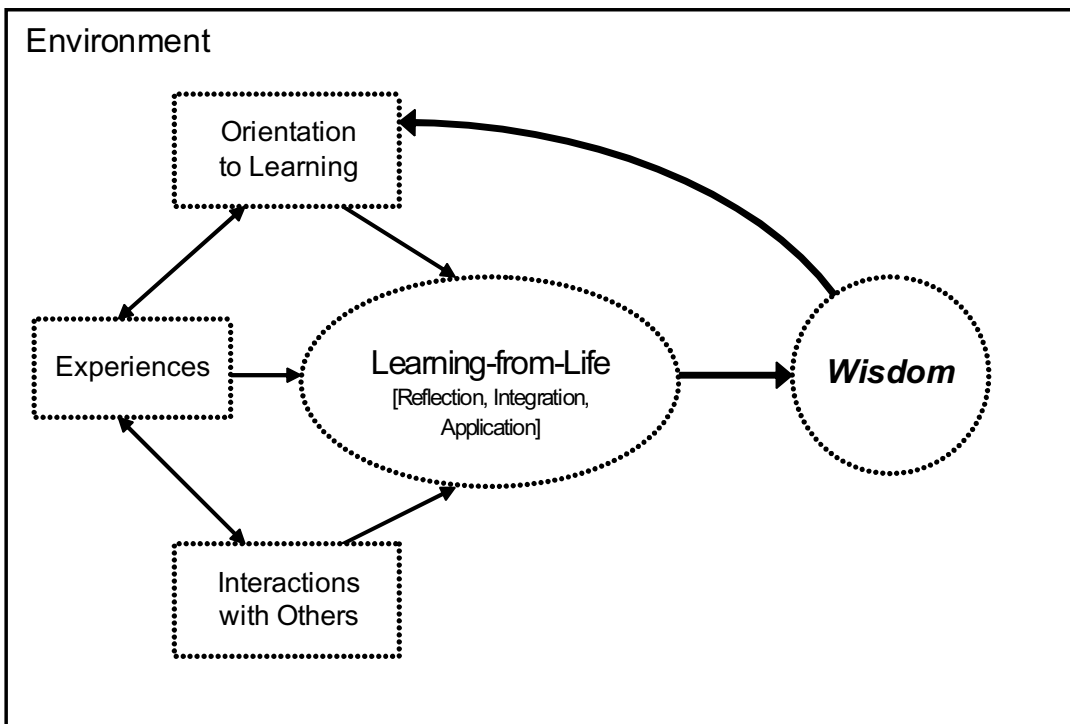 Environment
Orientation
to Learning
Experiences
Learning-from-Life
[Reflection, Integration,
Application]
Wisdom
Interactions
with Others